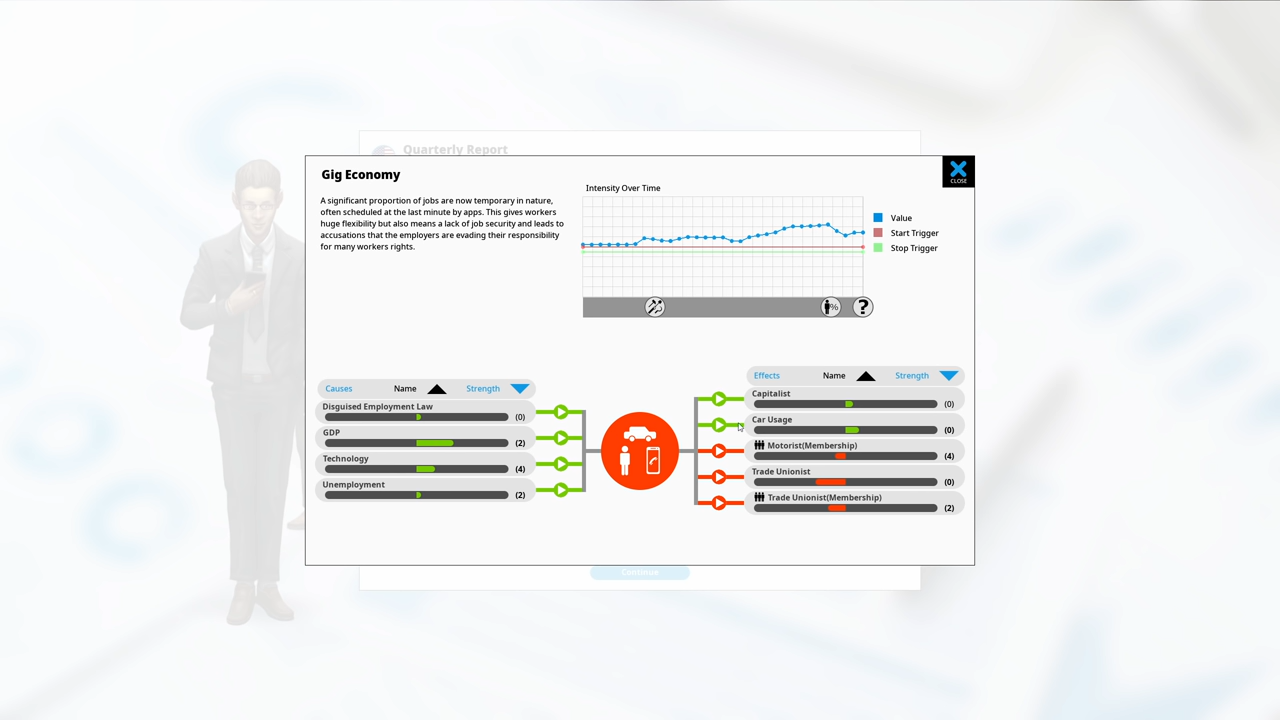 Quarterly Report
Gig Economy
CLOSE
A significant proportion of jobs are now temporary in nature,
often scheduled at the last minute by apps. This gives workers
huge flexibility but also means a lack of job security and leads to
accusations that the employers are evading their responsibility
for many workers rights.
Intensity Over Time
Value
Start Trigger
Stop Trigger
%
?
Causes Name Strength
Disguised Employment Law
(0)
GDP
(2)
Technology
(4)
Unemployment
(2)
Effects Name Strength
Capitalist
(0)
Car Usage
(0)
Motorist(Membership)
(4)
Trade Unionist
(0)
Trade Unionist(Membership)
(2)
Continue